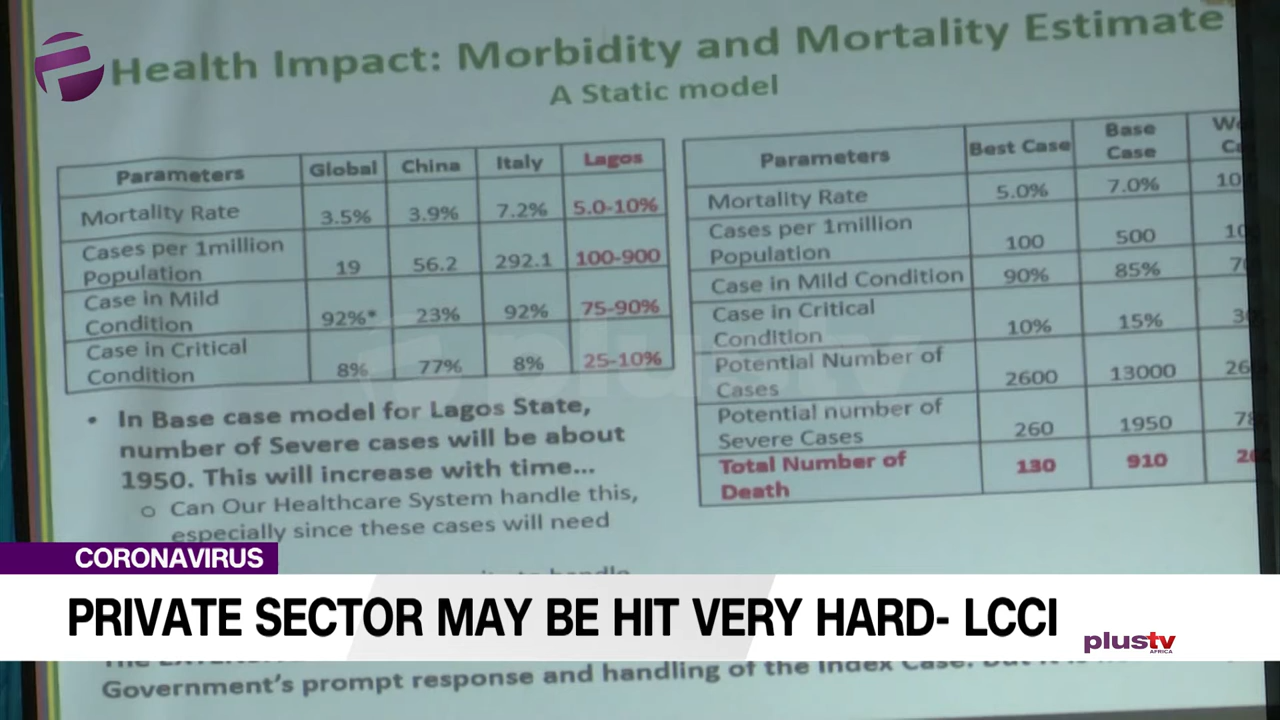 Health Impact: Morbidity and Mortality Estimate
A Static model
Parameters Global China Italy Lagos
Mortality Rate 3.5% 3.9% 7.2% 5.0-10%
Cases per 1million
Population 19 56.2 292.1 100-900
Case in Mild
Condition 92%* 23% 92% 75-90%
Case in Critical
Condition 8% 77% 8% 25-10%
Parameters Best Case Base
Case
Mortality Rate 5.0% 7.0% 10
Cases per 1million
Population 100 500 10
Case in Mild Condition 90% 85%
Case in Critical
Condition 10% 15%
Potential Number of
Cases 2600 13000 26
Potential number of
Severe Cases 260 1950
Total Number of
Death 130 910
• In Base case model for Lagos State,
number of Severe cases will be about
1950. This will increase with time...
o Can Our Healthcare System handle this,
especially since these cases will need
plustv
CORONAVIRUS
PRIVATE SECTOR MAY BE HIT VERY HARD- LCCI
plustv
AFRICA
Government's prompt response and handling of the Index Case.